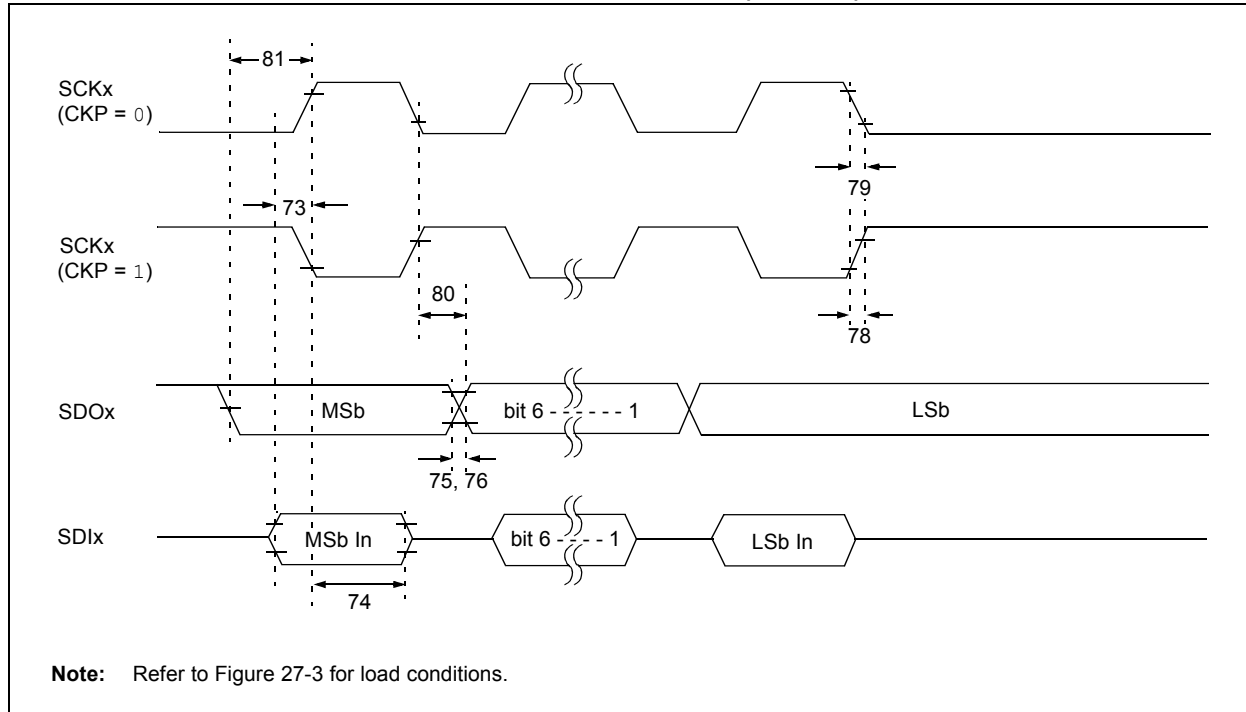 81
SCKx
(CKP = 0)
79
73
SCKx
(CKP = 1)
80
78
SDOx
MSb
bit 6 - - - - - - 1
LSb
75, 76
SDIx
MSb In
bit 6 - - - - - 1
LSb In
74
Note: Refer to Figure 27-3 for load conditions.